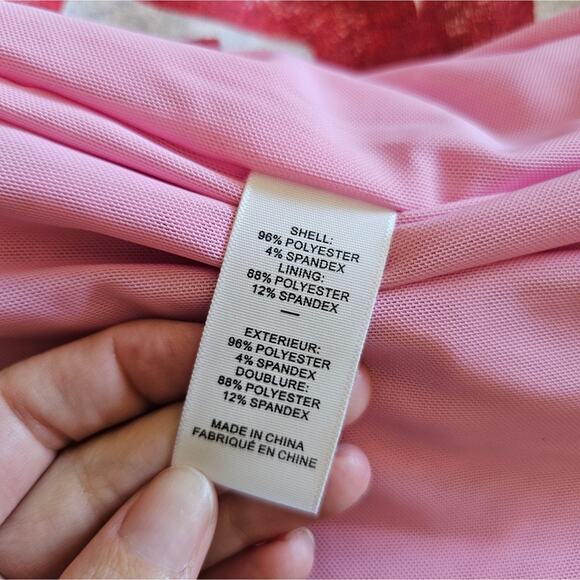 SHELL:
96% POLYESTER
4% SPANDEX
LINING:
88% POLYESTER
12% SPANDEX
—
EXTERIEUR:
96% POLYESTER
4% SPANDEX
DOUBLURE:
88% POLYESTER
12% SPANDEX
MADE IN CHINA
FABRIQUÉ EN CHINE